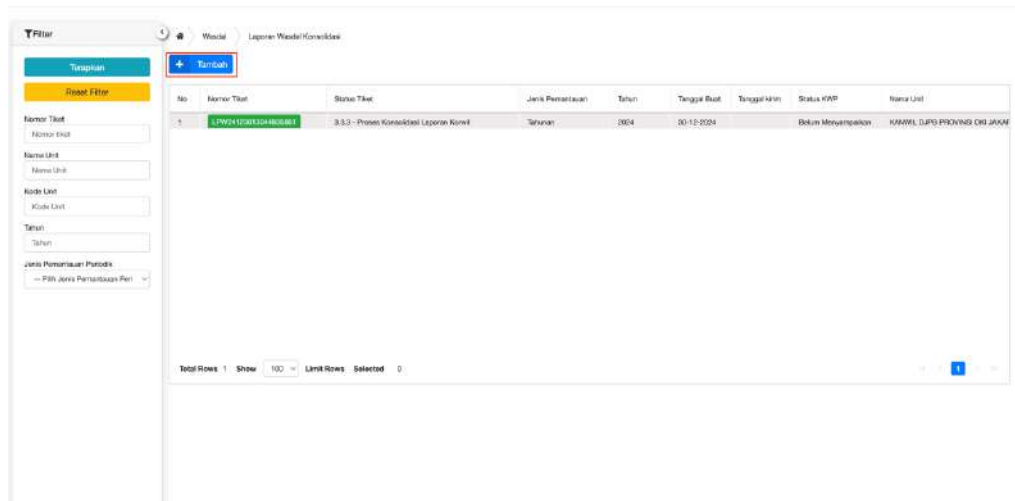 Filter
Wasdal
Laporan Wasdal Konsolidasi
Terapkan
+ Tambah
Reset Filter
No Nomor Tiket Status Tiket Jenis Pemantauan Tahun Tanggal Buat Tanggal kirim Status KWP Nama Unit
Nomor Tiket
1 3.3.3 - Proses Konsolidasi Laporan Kanwil Tahunan 2024 30-12-2024 Belum Menyampaikan KANWIL DJPB PROVINSI DKI JAKAR
Nomor tiket
Nama Unit
Nama Unit
Kode Unit
Kode Unit
Tahun
Tahun
Jenis Pemantauan Periodik
-- Pilih Jenis Pemantauan Peri
Total Rows 1 Show 100 Limit Rows Selected 0
1